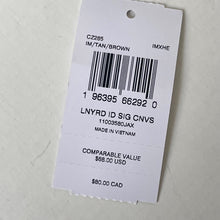 CZ285
IM/TAN/BROWN IMXHE
1 96395 66292 0
LNYRD ID SIG CNVS
11003580JAX
MADE IN VIETNAM
COMPARABLE VALUE
$68.00 USD
$80.00 CAD